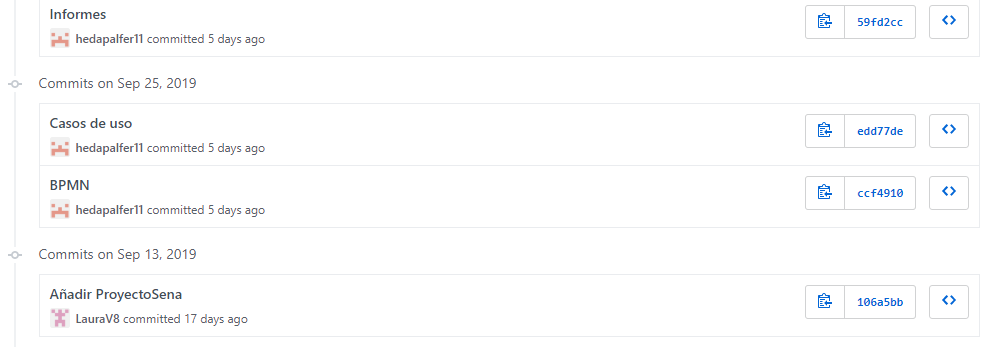 Informes
hedapalfer11 committed 5 days ago
59fd2cc
Commits on Sep 25, 2019
Casos de uso
hedapalfer11 committed 5 days ago
edd77de
BPMN
hedapalfer11 committed 5 days ago
ccf4910
Commits on Sep 13, 2019
Añadir ProyectoSena
LauraV8 committed 17 days ago
106a5bb